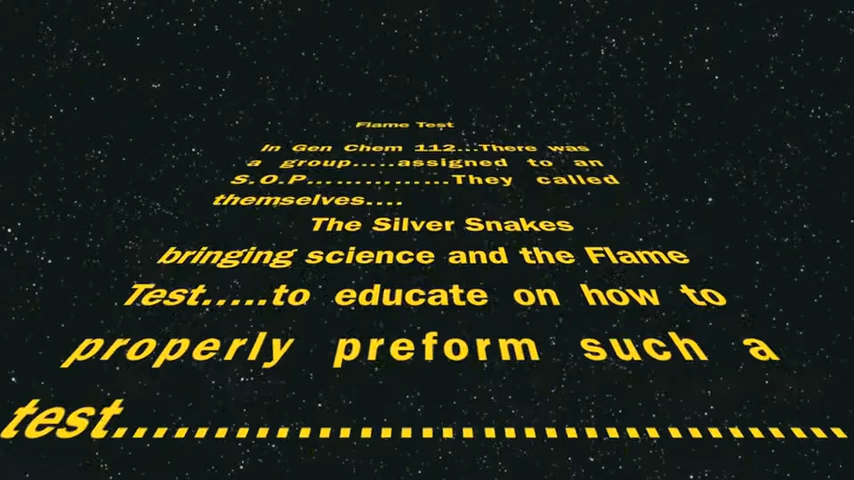 Flame Test
In Gen Chem 112...There was
a group.....assigned to an
S.O.P................They called
themselves....
The Silver Snakes
bringing science and the Flame
Test.....to educate on how to
properly preform such a
test.......................................